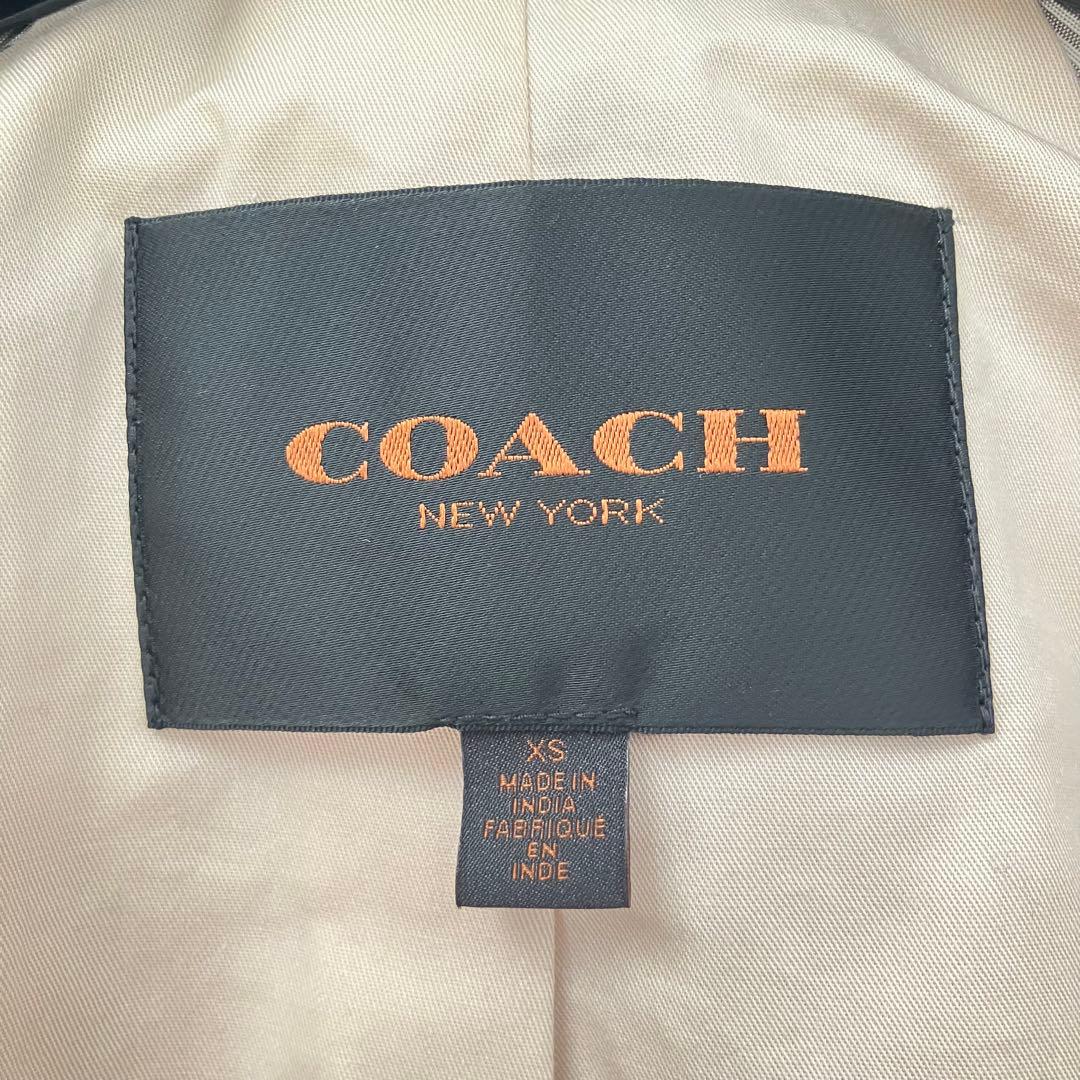 COACH
NEW YORK
XS
MADE IN
INDIA
FABRIQUÉ
EN
INDE